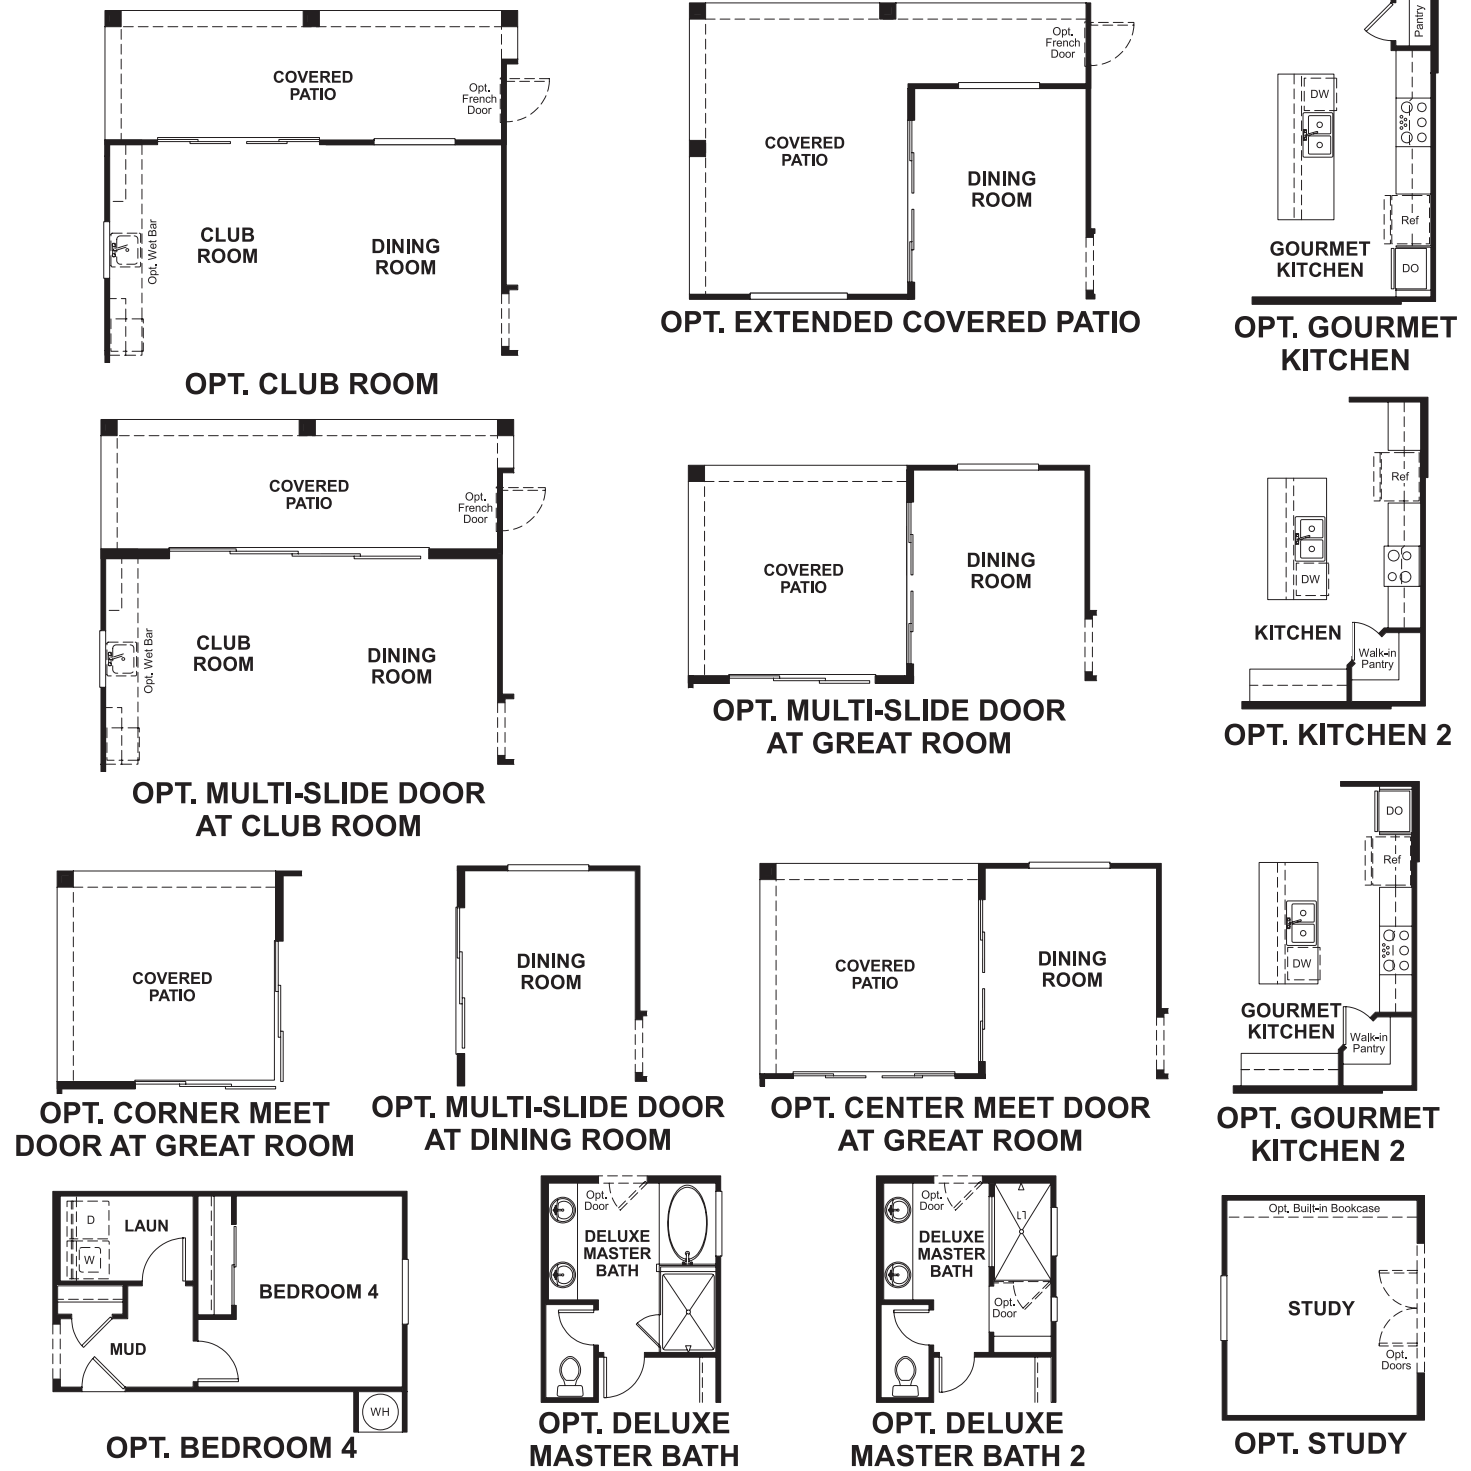 COVERED
PATIO
Opt.
French
Door
CLUB
ROOM
DINING
ROOM
Opt. Wet Bar
OPT. CLUB ROOM
Opt.
French
Door
COVERED
PATIO
DINING
ROOM
OPT. EXTENDED COVERED PATIO
Pantry
DW
Ref
DO
GOURMET
KITCHEN
OPT. GOURMET
KITCHEN
COVERED
PATIO
Opt.
French
Door
CLUB
ROOM
DINING
ROOM
Opt. Wet Bar
OPT. MULTI-SLIDE DOOR
AT CLUB ROOM
COVERED
PATIO
DINING
ROOM
OPT. MULTI-SLIDE DOOR
AT GREAT ROOM
Ref
DW
KITCHEN
Walk-in
Pantry
OPT. KITCHEN 2
COVERED
PATIO
OPT. CORNER MEET
DOOR AT GREAT ROOM
DINING
ROOM
OPT. MULTI-SLIDE DOOR
AT DINING ROOM
COVERED
PATIO
DINING
ROOM
OPT. CENTER MEET DOOR
AT GREAT ROOM
DO
Ref
DW
GOURMET
KITCHEN
Walk-in
Pantry
OPT. GOURMET
KITCHEN 2
D
LAUN
W
BEDROOM 4
MUD
WH
OPT. BEDROOM 4
Opt.
Door
DELUXE
MASTER
BATH
OPT. DELUXE
MASTER BATH
Opt.
Door
LT
DELUXE
MASTER
BATH
Opt.
Door
OPT. DELUXE
MASTER BATH 2
Opt. Built-in Bookcase
STUDY
Opt.
Doors
OPT. STUDY